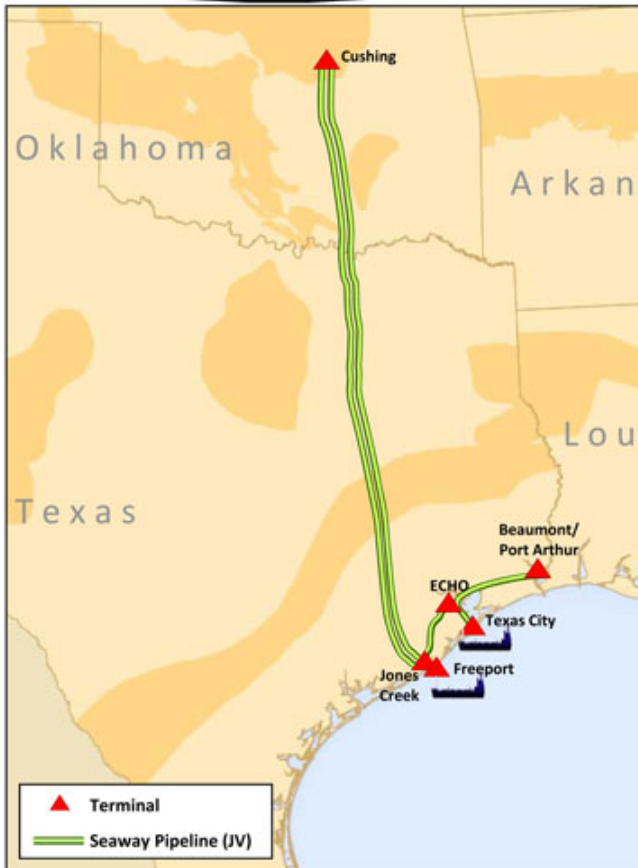 Cushing
Oklahoma
Arkan
Lou
Texas
Beaumont/
Port Arthur
ECHO
Texas City
Jones
Creek
Freeport
Terminal
Seaway Pipeline (JV)